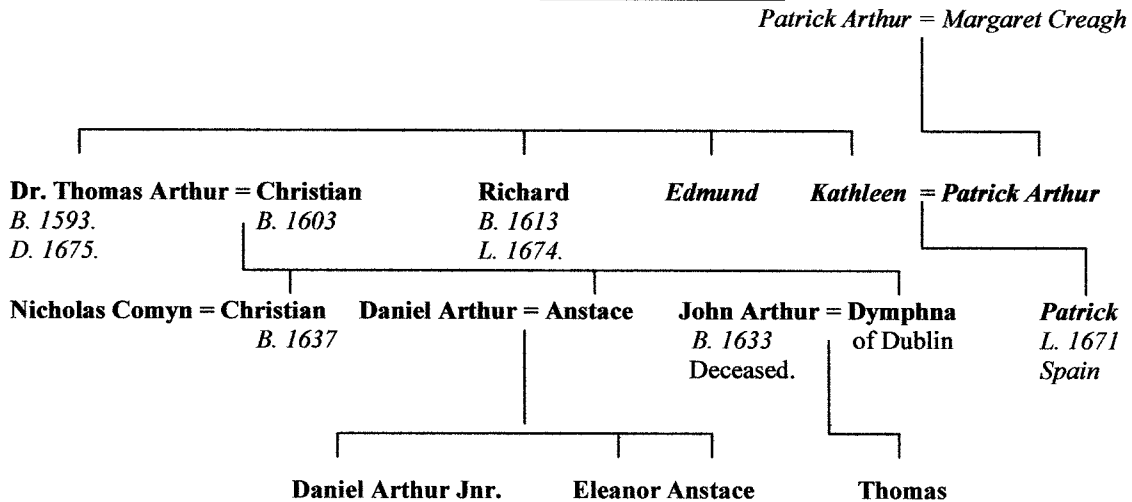 Patrick Arthur = Margaret Creagh
Dr. Thomas Arthur = Christian Richard Edmund Kathleen = Patrick Arthur
B. 1593. B. 1603 B. 1613
D. 1675. L. 1674.
Nicholas Comyn = Christian Daniel Arthur = Anstace John Arthur = Dymphna Patrick
B. 1637 B. 1633 of Dublin L. 1671
Deceased. Spain
Daniel Arthur Jnr. Eleanor Anstace Thomas